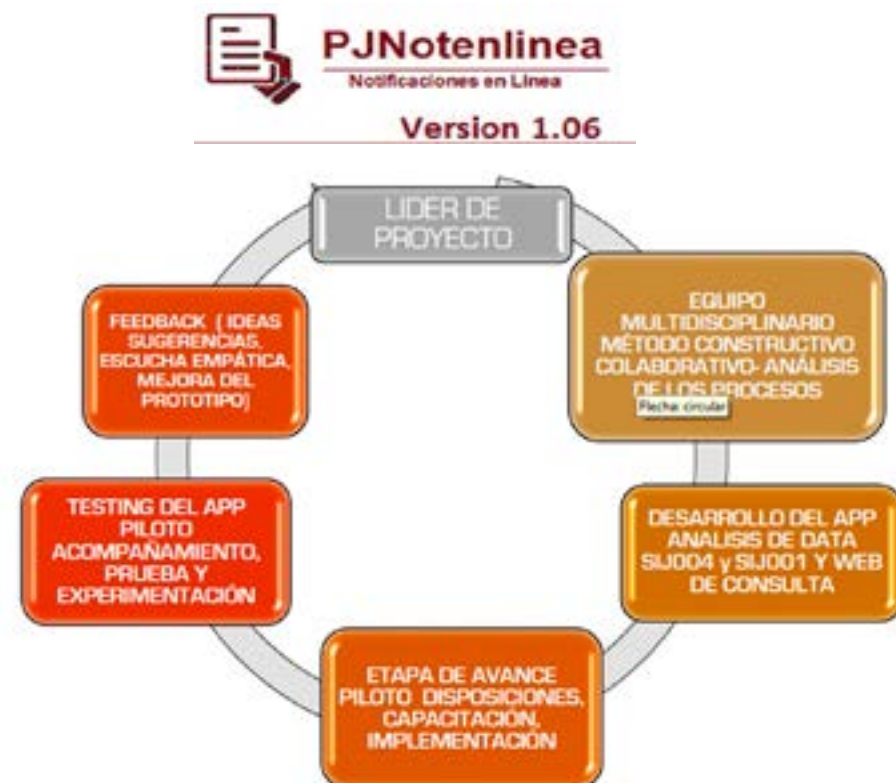 PJNotenlinea
Notificaciones en Linea
Version 1.06
LIDER DE
PROYECTO
EQUIPO
MULTIDISCIPLINARIO
MÉTODO CONSTRUCTIVO
COLABORATIVO- ANÁLISIS
DE LOS PROCESOS
Flecha: circular
DESARROLLO DEL APP
ANALISIS DE DATA
SIJ004 y SIJ001 Y WEB
DE CONSULTA
ETAPA DE AVANCE
PILOTO DISPOSICIONES,
CAPACITACIÓN,
IMPLEMENTACIÓN
TESTING DEL APP
PILOTO
ACOMPAÑAMIENTO,
PRUEBA Y
EXPERIMENTACIÓN
FEEDBACK ( IDEAS
SUGERENCIAS,
ESCUCHA EMPÁTICA,
MEJORA DEL
PROTOTIPO)